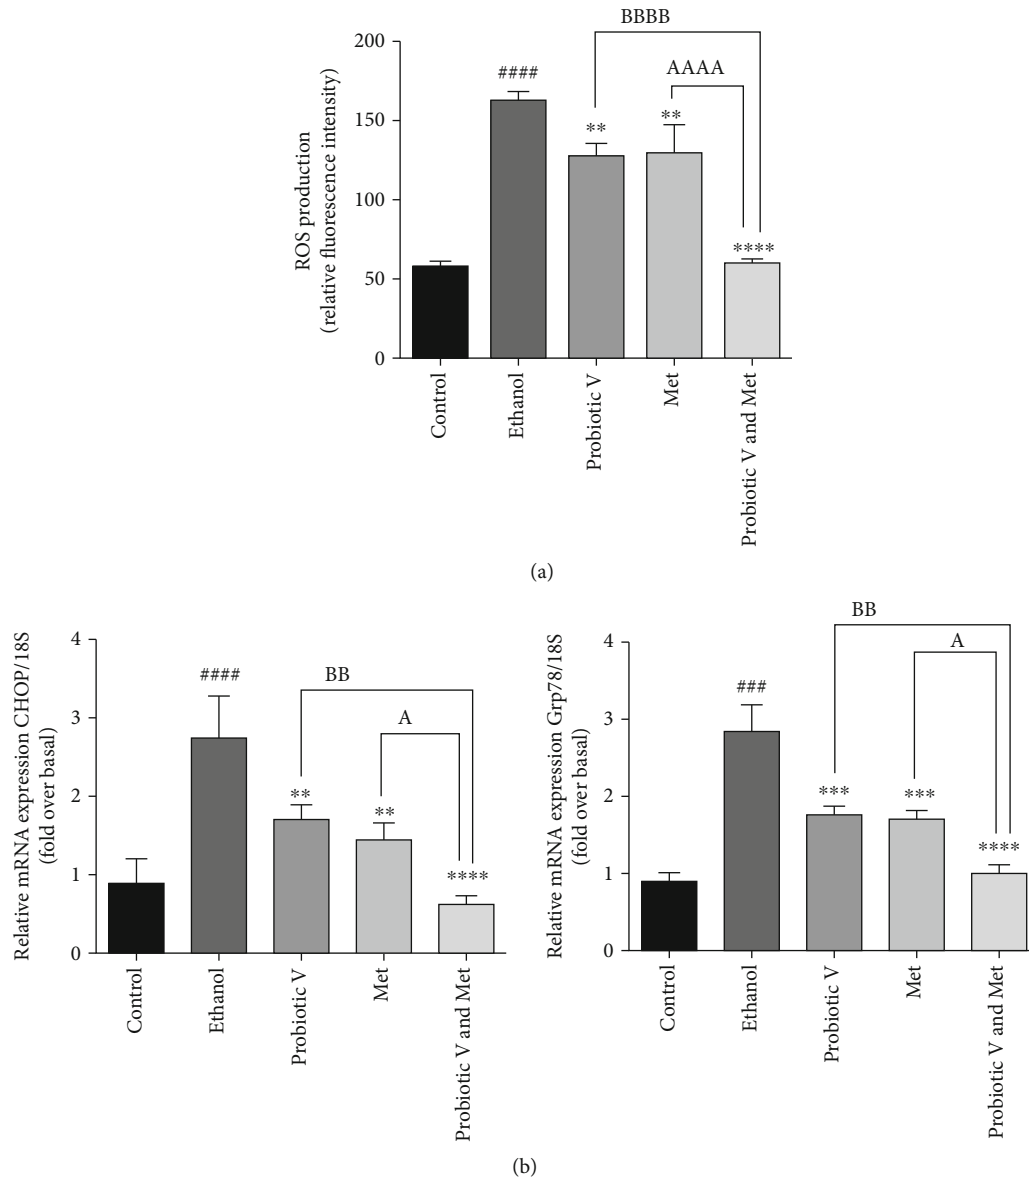 BBBB
AAAA
####
**
**
****
200
150
100
50
0
ROS production
(relative fluorescence intensity)
Control
Ethanol
Probiotic V
Met
Probiotic V and Met
(a)
Relative mRNA expression CHOP/18S
(fold over basal)
4
3
2
1
0
####
BB
A
**
**
****
Control
Ethanol
Probiotic V
Met
Probiotic V and Met
Relative mRNA expression Grp78/18S
(fold over basal)
4
3
2
1
0
BB
A
###
***
***
****
Control
Ethanol
Probiotic V
Met
Probiotic V and Met
(b)